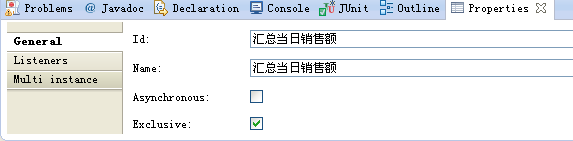 Problems @ Javadoc Declaration Console JUnit Outline Properties
General
Listeners
Multi instance
Id: 汇总当日销售额
Name: 汇总当日销售额
Asynchronous:
Exclusive: